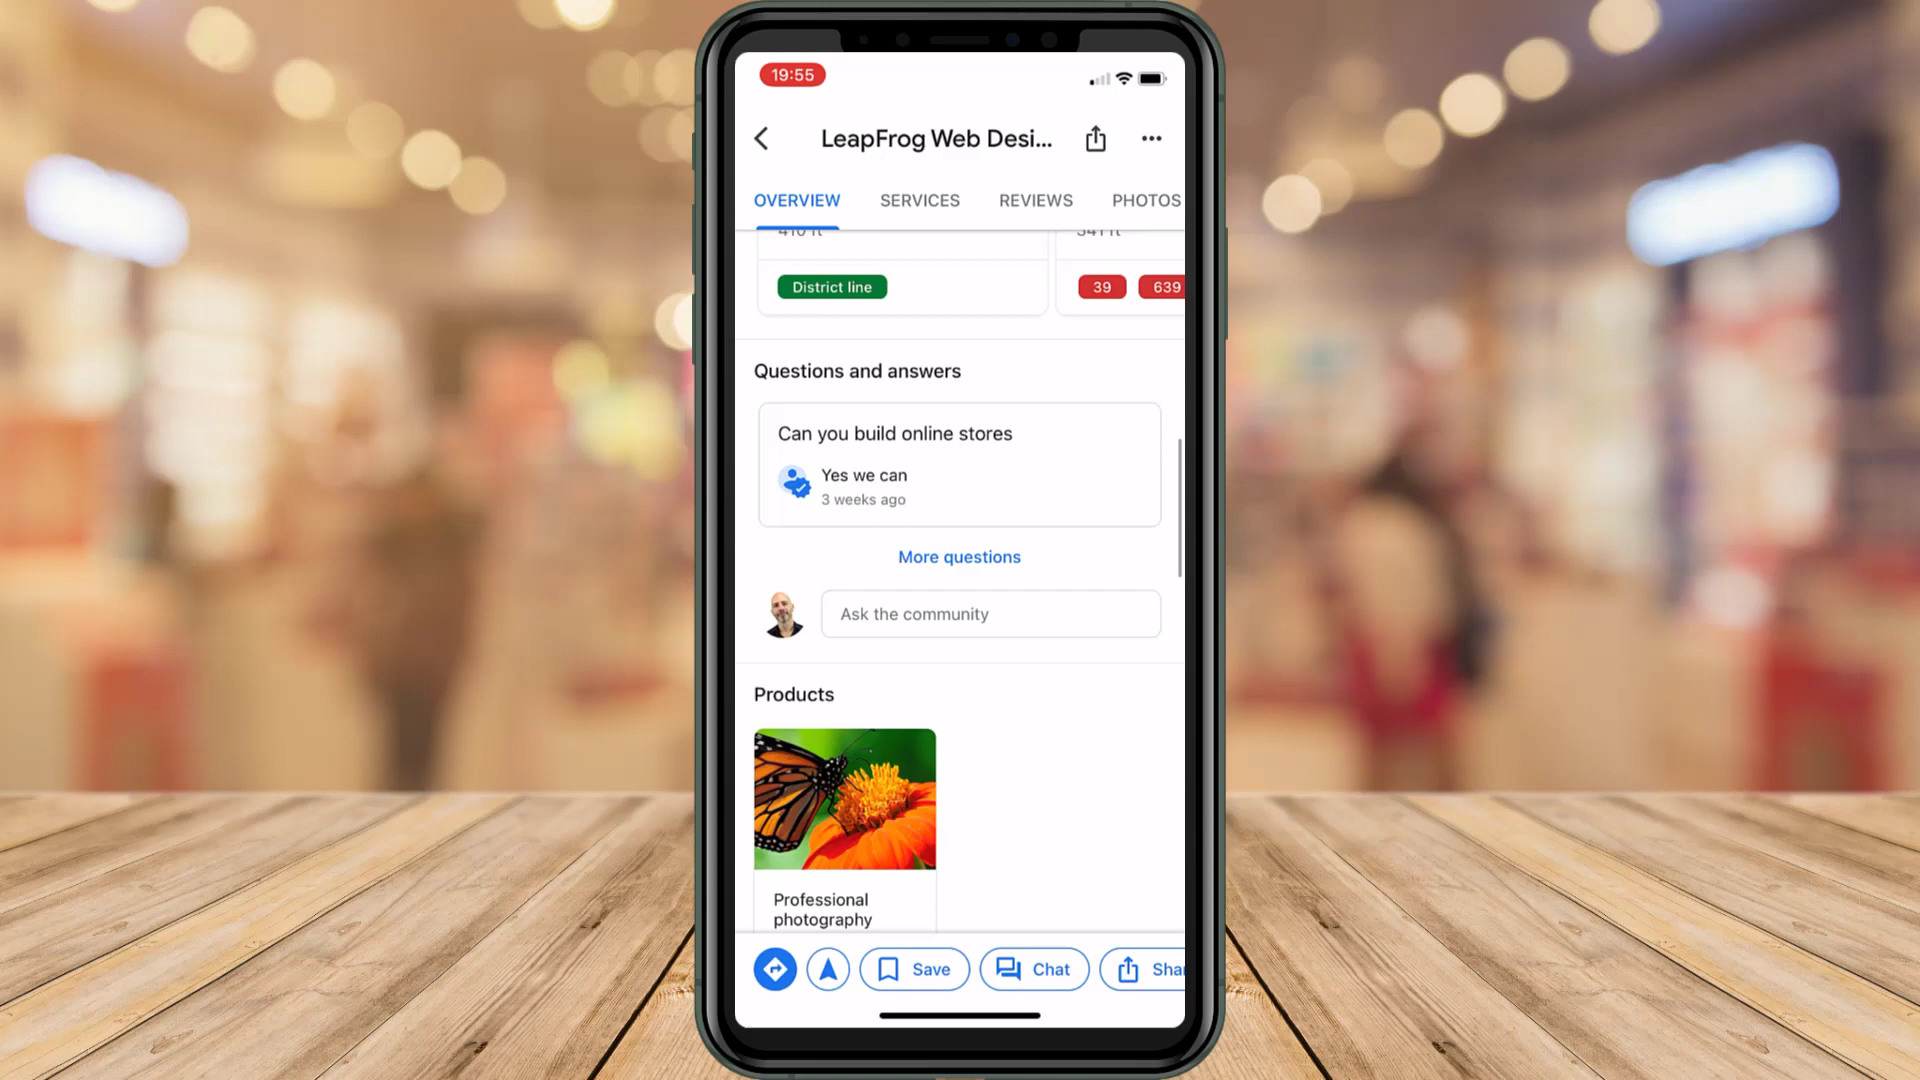 19:55
LeapFrog Web Desi...
OVERVIEW SERVICES REVIEWS PHOTOS
410 ft 341 ft
District line 39 639
Questions and answers
Can you build online stores
Yes we can
3 weeks ago
More questions
Ask the community
Products
Professional
photography
Save Chat Shar